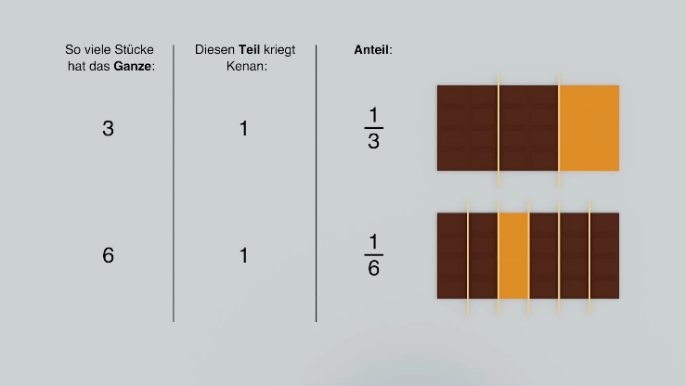 So viele Stücke
hat das Ganze:
Diesen Teil kriegt
Kenan:
Anteil:
3
1
1
3
6
1
1
6